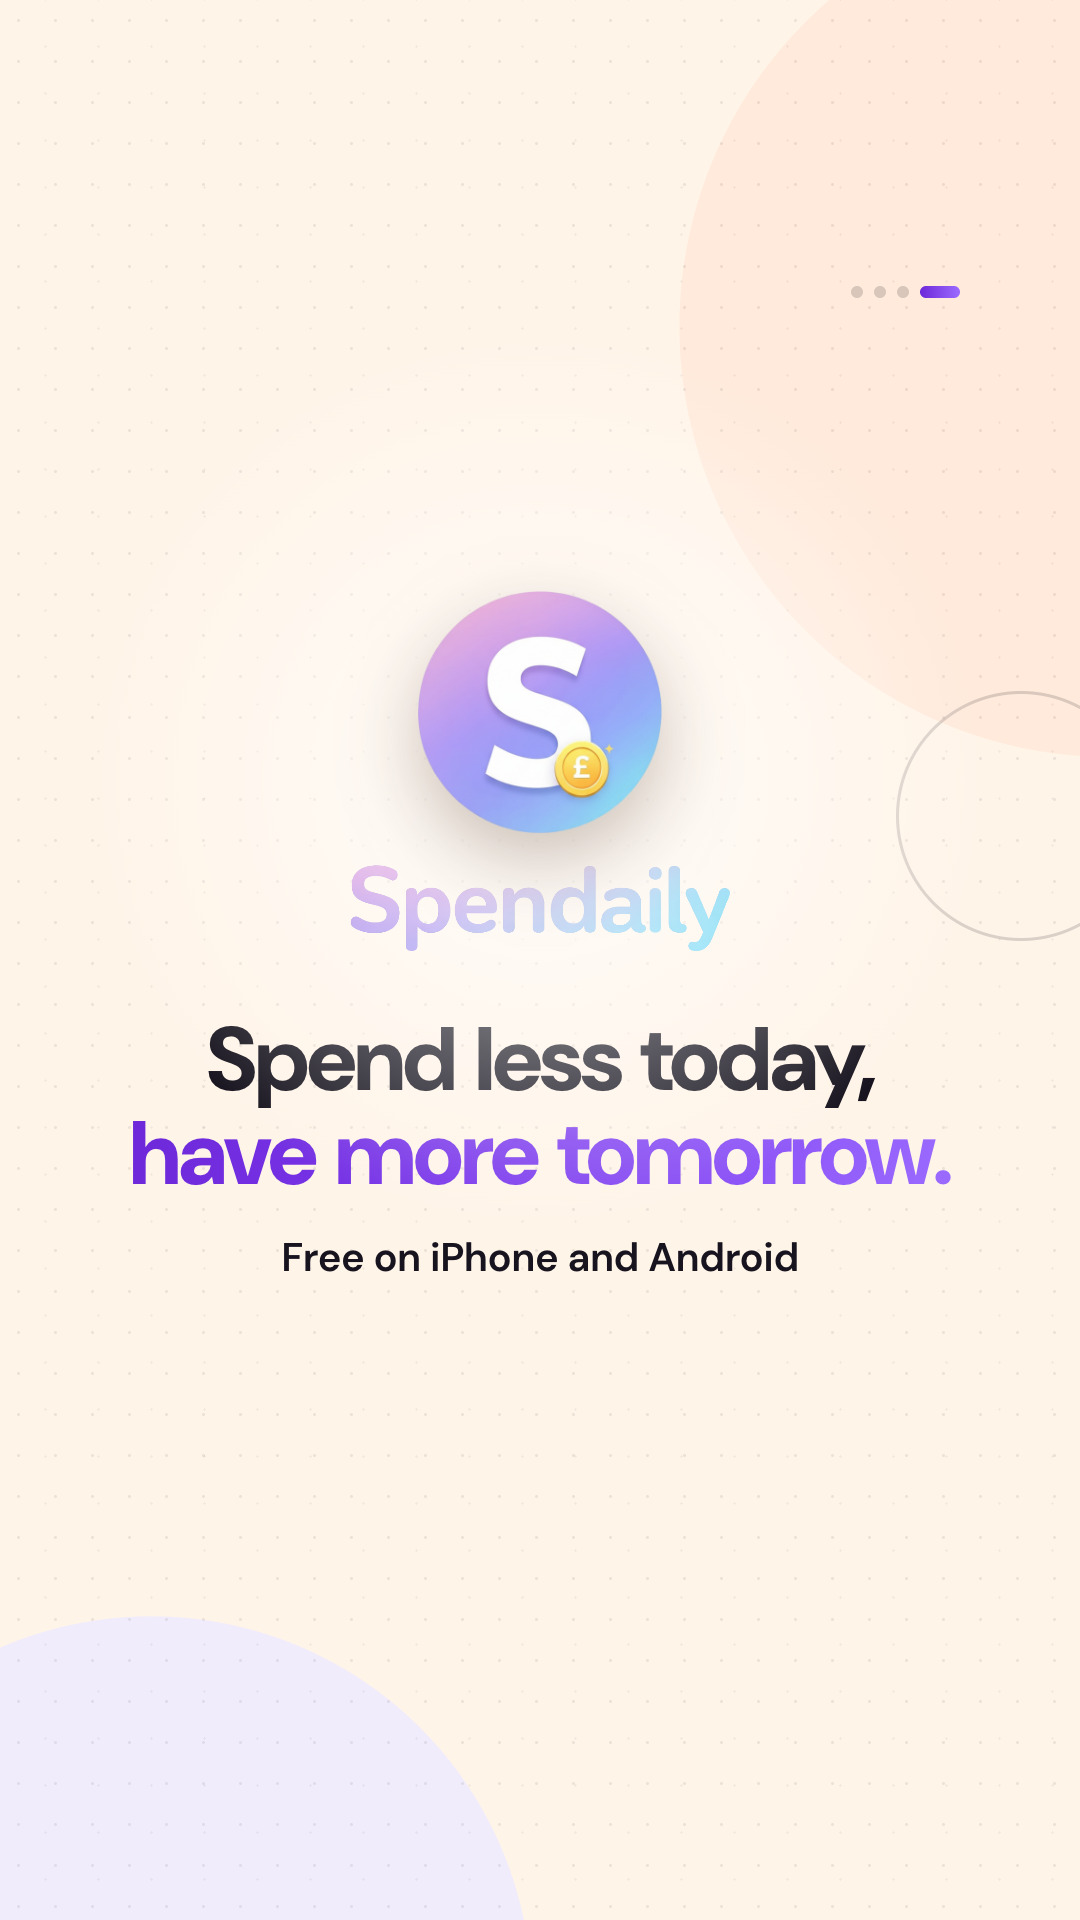 S
£
Spendaily
Spend less today,
have more tomorrow.
Free on iPhone and Android